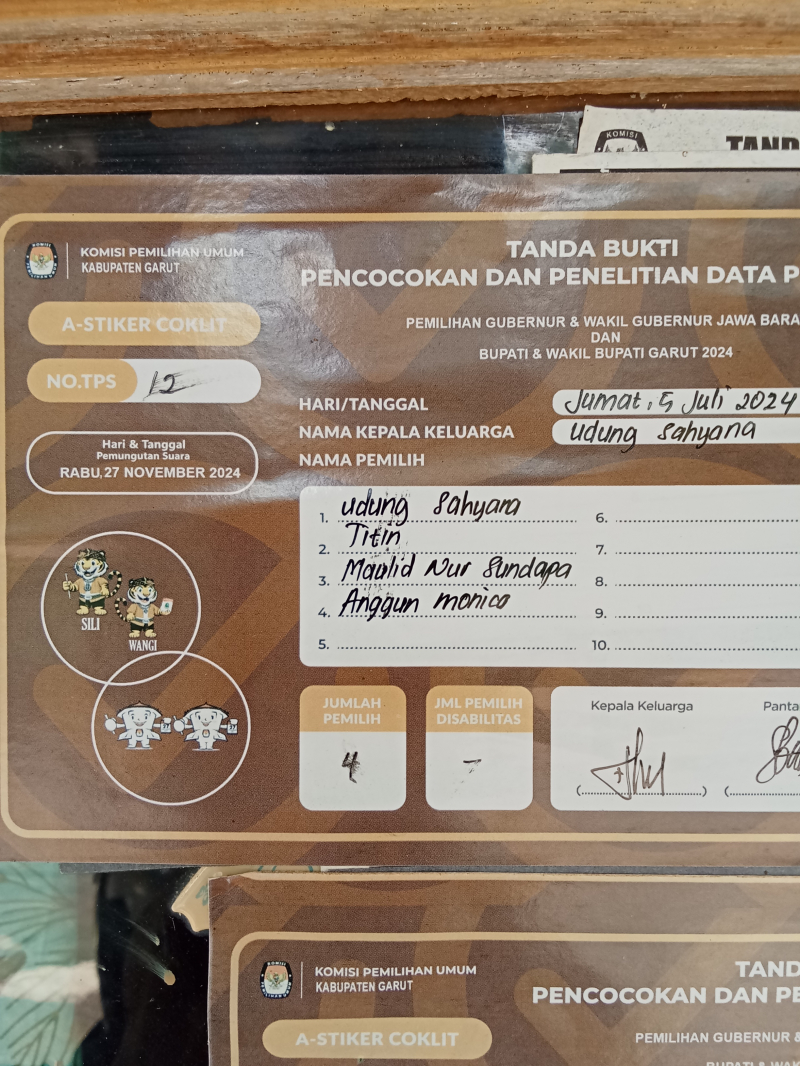 KOMISI
TAND
KOMISI PEMILIHAN UMUM
KABUPATEN GARUT
TANDA BUKTI
PENCOCOKAN DAN PENELITIAN DATA P
A-STIKER COKLIT
PEMILIHAN GUBERNUR & WAKIL GUBERNUR JAWA BARA
DAN
BUPATI & WAKIL BUPATI GARUT 2024
NO.TPS 12
HARI/TANGGAL Jumat, 5 Juli 2024
NAMA KEPALA KELUARGA Udung Sahyana
NAMA PEMILIH
Hari & Tanggal
Pemungutan Suara
RABU, 27 NOVEMBER 2024
1. Udung Sahyana
2. Titin
3. Maulid Nur Sundapa
4. Anggun monica
5.
6.
7.
8.
9.
10.
SILI
WANGI
JUMLAH
PEMILIH
4
JML PEMILIH
DISABILITAS
-
Kepala Keluarga
Panta
KOMISI PEMILIHAN UMUM
KABUPATEN GARUT
TAND
PENCOCOKAN DAN PE
A-STIKER COKLIT
PEMILIHAN GUBERNUR &
BUPATI & WAK